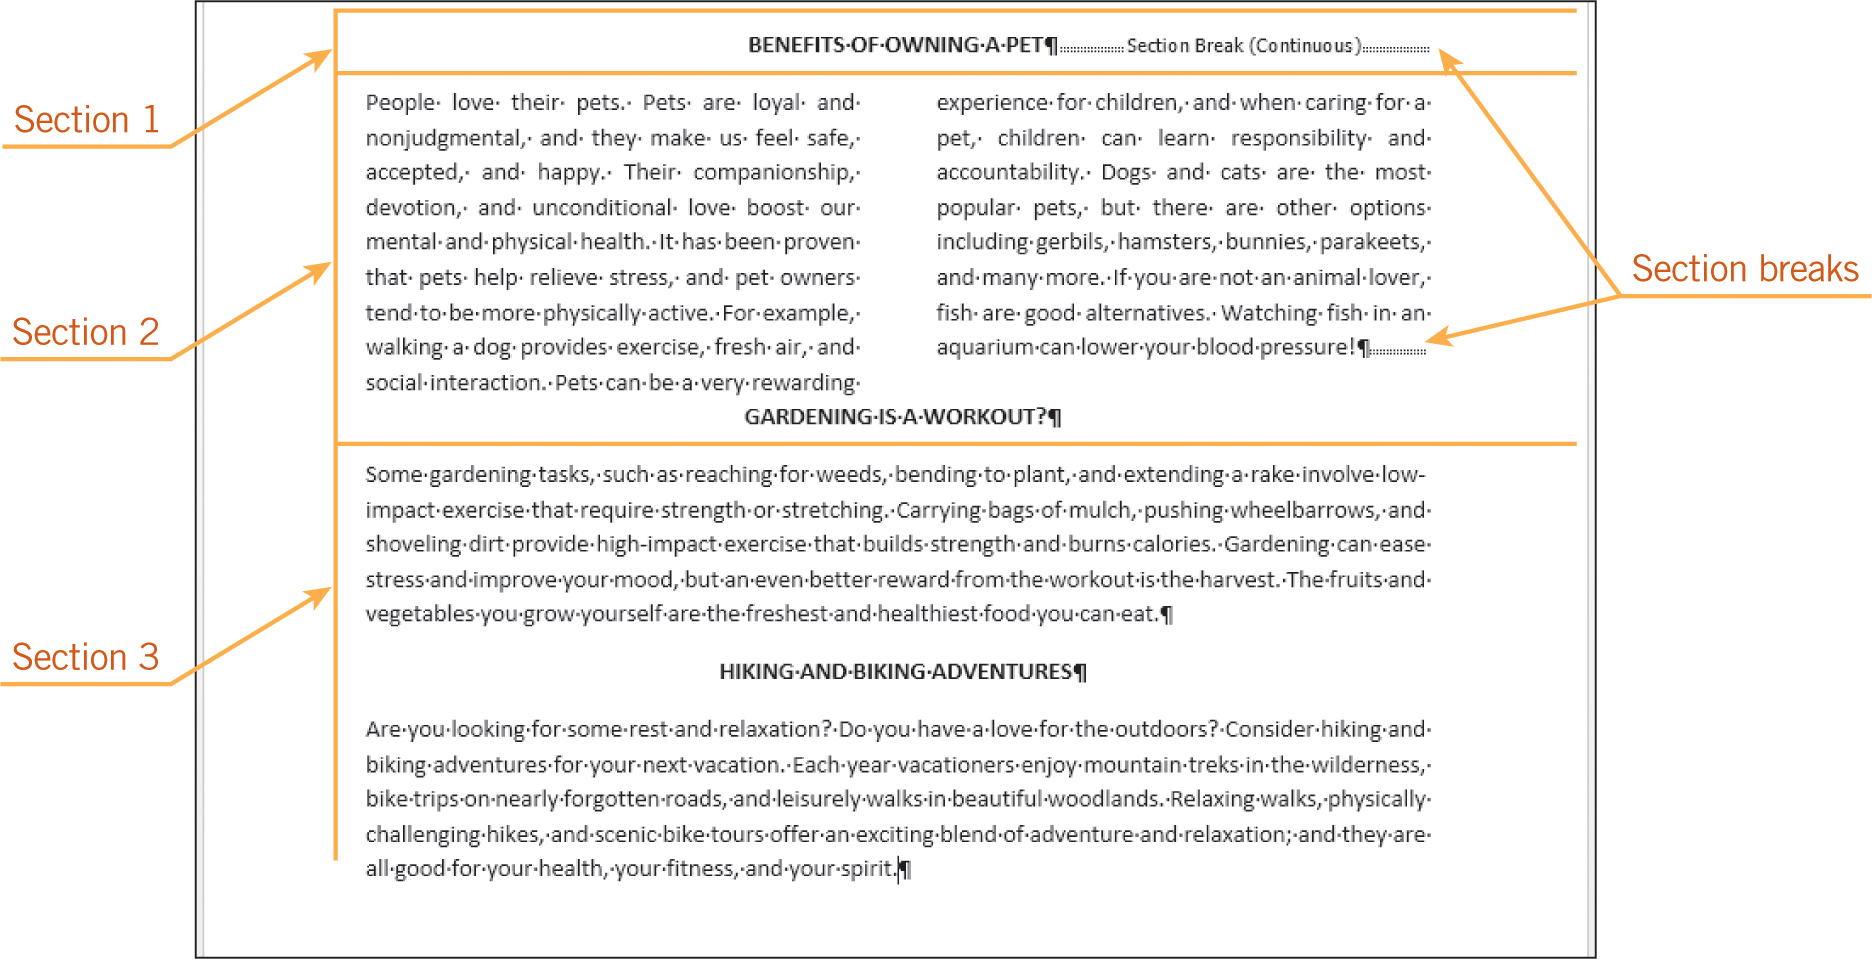 BENEFITS·OF·OWNING·A·PET¶ Section Break (Continuous)
Section 1
People· love· their· pets.· Pets· are· loyal· and·
nonjudgmental,· and· they· make· us· feel· safe,·
accepted,· and· happy.· Their· companionship,·
devotion,· and· unconditional· love· boost· our·
mental·and·physical·health.·It·has·been·proven·
that· pets· help· relieve· stress,· and· pet· owners·
tend·to·be·more·physically·active.·For·example,·
walking·a·dog·provides·exercise,·fresh·air,·and·
social·interaction.·Pets·can·be·a·very·rewarding·
experience·for·children,·and·when·caring·for·a·
pet,· children· can· learn· responsibility· and·
accountability.· Dogs· and· cats· are· the· most·
popular· pets,· but· there· are· other· options·
including·gerbils,·hamsters,·bunnies,·parakeets,·
and·many·more.·If·you·are·not·an·animal·lover,·
fish· are· good· alternatives.· Watching· fish· in· an·
aquarium·can·lower·your·blood·pressure!¶
Section breaks
Section 2
GARDENING·IS·A·WORKOUT?¶
Some·gardening·tasks,·such·as·reaching·for·weeds,·bending·to·plant,·and·extending·a·rake·involve·low-
impact·exercise·that·require·strength·or·stretching.·Carrying·bags·of·mulch,·pushing·wheelbarrows,·and·
shoveling·dirt·provide·high-impact·exercise·that·builds·strength·and·burns·calories.·Gardening·can·ease·
stress·and·improve·your·mood,·but·an·even·better·reward·from·the·workout·is·the·harvest.·The·fruits·and·
vegetables·you·grow·yourself·are·the·freshest·and·healthiest·food·you·can·eat.¶
Section 3
HIKING·AND·BIKING·ADVENTURES¶
Are·you·looking·for·some·rest·and·relaxation?·Do·you·have·a·love·for·the·outdoors?·Consider·hiking·and·
biking·adventures·for·your·next·vacation.·Each·year·vacationers·enjoy·mountain·treks·in·the·wilderness,·
bike·trips·on·nearly·forgotten·roads,·and·leisurely·walks·in·beautiful·woodlands.·Relaxing·walks,·physically·
challenging·hikes,·and·scenic·bike·tours·offer·an·exciting·blend·of·adventure·and·relaxation;·and·they·are·
all·good·for·your·health,·your·fitness,·and·your·spirit.¶